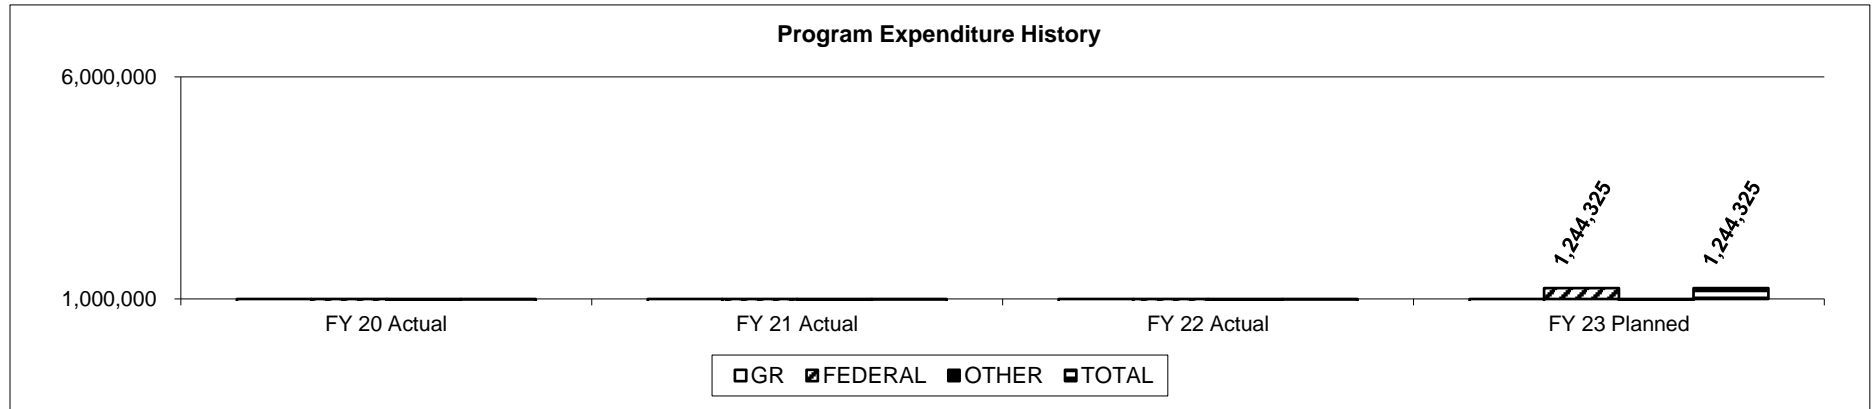 Program Expenditure History
6,000,000
1,244,325
1,244,325
1,000,000
FY 20 Actual
FY 21 Actual
FY 22 Actual
FY 23 Planned
GR FEDERAL OTHER TOTAL